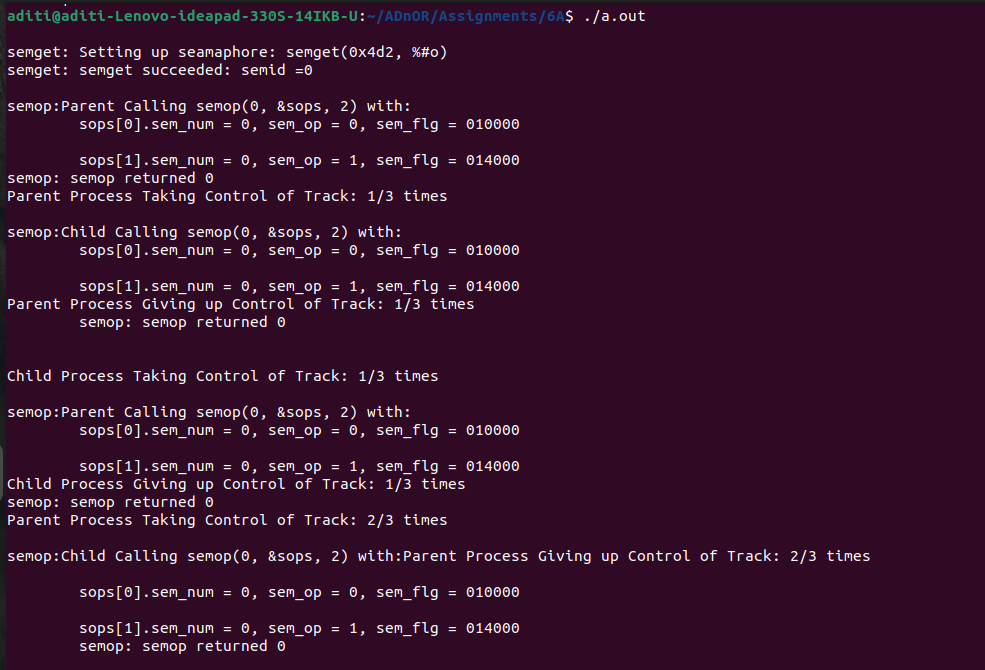 aditi@aditi-Lenovo-ideapad-330S-14IKB-U:~/ADnOR/Assignments/6A$ ./a.out
semget: Setting up seamaphore: semget(0x4d2, %#o)
semget: semget succeeded: semid =0
semop:Parent Calling semop(0, &sops, 2) with:
sops[0].sem_num = 0, sem_op = 0, sem_flg = 010000
sops[1].sem_num = 0, sem_op = 1, sem_flg = 014000
semop: semop returned 0
Parent Process Taking Control of Track: 1/3 times
semop:Child Calling semop(0, &sops, 2) with:
sops[0].sem_num = 0, sem_op = 0, sem_flg = 010000
sops[1].sem_num = 0, sem_op = 1, sem_flg = 014000
Parent Process Giving up Control of Track: 1/3 times
semop: semop returned 0
Child Process Taking Control of Track: 1/3 times
semop:Parent Calling semop(0, &sops, 2) with:
sops[0].sem_num = 0, sem_op = 0, sem_flg = 010000
sops[1].sem_num = 0, sem_op = 1, sem_flg = 014000
Child Process Giving up Control of Track: 1/3 times
semop: semop returned 0
Parent Process Taking Control of Track: 2/3 times
semop:Child Calling semop(0, &sops, 2) with:Parent Process Giving up Control of Track: 2/3 times
sops[0].sem_num = 0, sem_op = 0, sem_flg = 010000
sops[1].sem_num = 0, sem_op = 1, sem_flg = 014000
semop: semop returned 0